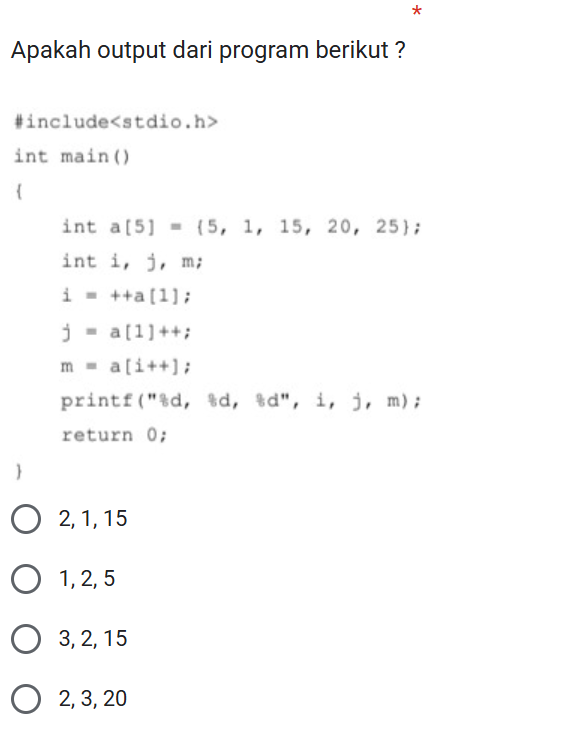 *
Apakah output dari program berikut ?
#include<stdio.h>
int main()
{
int a[5] = {5, 1, 15, 20, 25};
int i, j, m;
i = ++a[1];
j = a[1]++;
m = a[i++];
printf("%d, %d, %d", i, j, m);
return 0;
}
2, 1, 15
1, 2, 5
3, 2, 15
2, 3, 20